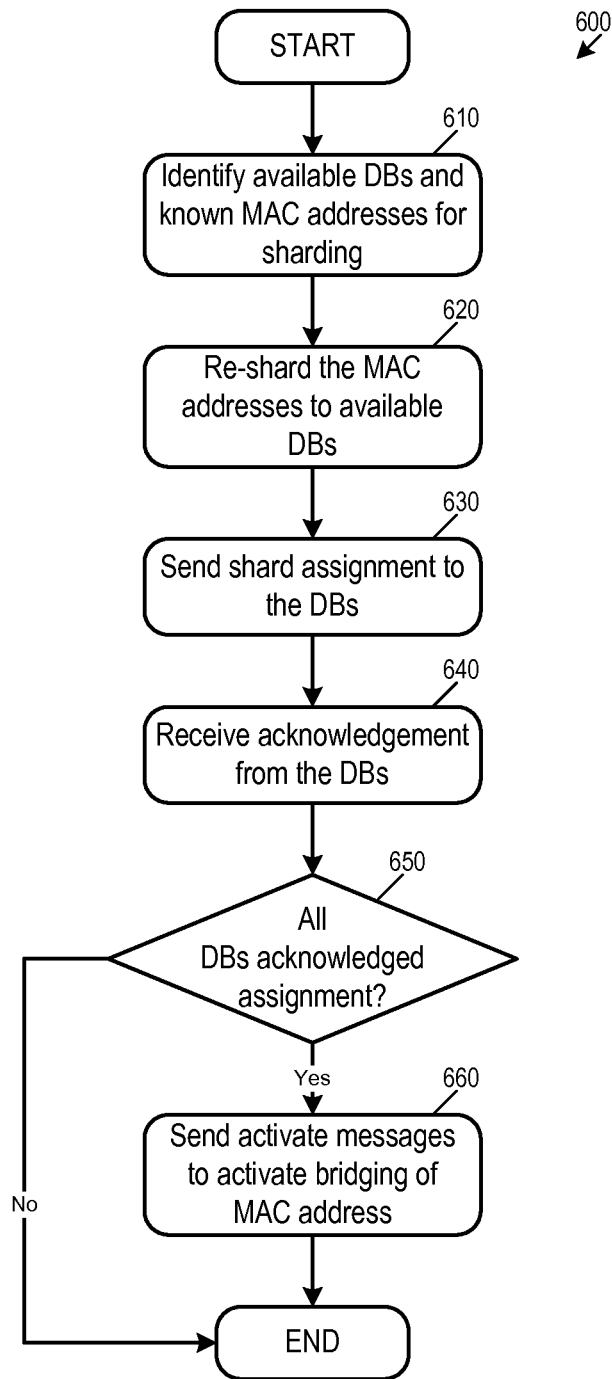 START
600
610
Identify available DBs and
known MAC addresses for
sharding
620
Re-shard the MAC
addresses to available
DBs
630
Send shard assignment to
the DBs
640
Receive acknowledgement
from the DBs
650
All
DBs acknowledged
assignment?
Yes
660
Send activate messages
to activate bridging of
MAC address
No
END